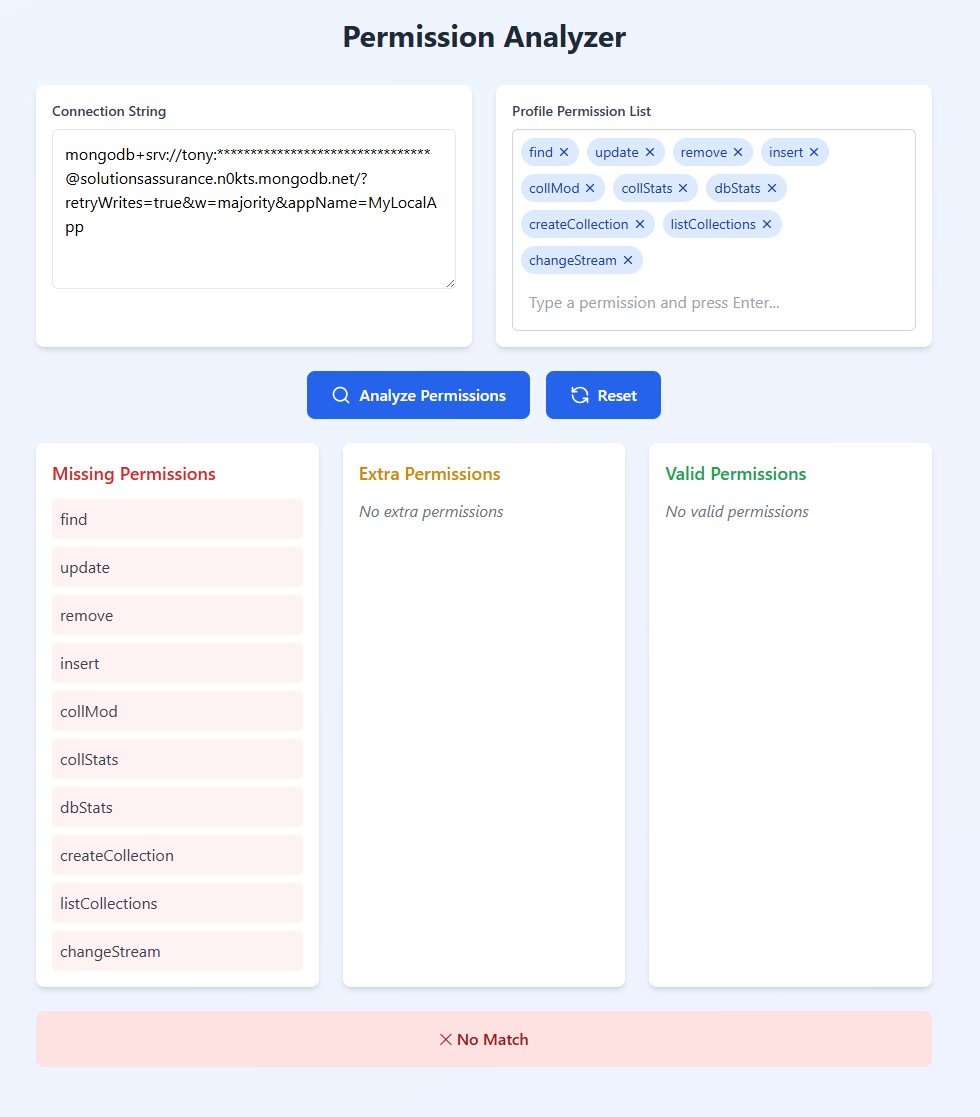 Permission Analyzer
Connection String
mongodb+srv://tony:********************************
@solutionsassurance.n0kts.mongodb.net/?
retryWrites=true&w=majority&appName=MyLocalA
pp
Profile Permission List
find ✕ update ✕ remove ✕ insert ✕
collMod ✕ collStats ✕ dbStats ✕
createCollection ✕ listCollections ✕
changeStream ✕
Type a permission and press Enter...
Analyze Permissions
Reset
Missing Permissions
find
update
remove
insert
collMod
collStats
dbStats
createCollection
listCollections
changeStream
Extra Permissions
No extra permissions
Valid Permissions
No valid permissions
✕ No Match